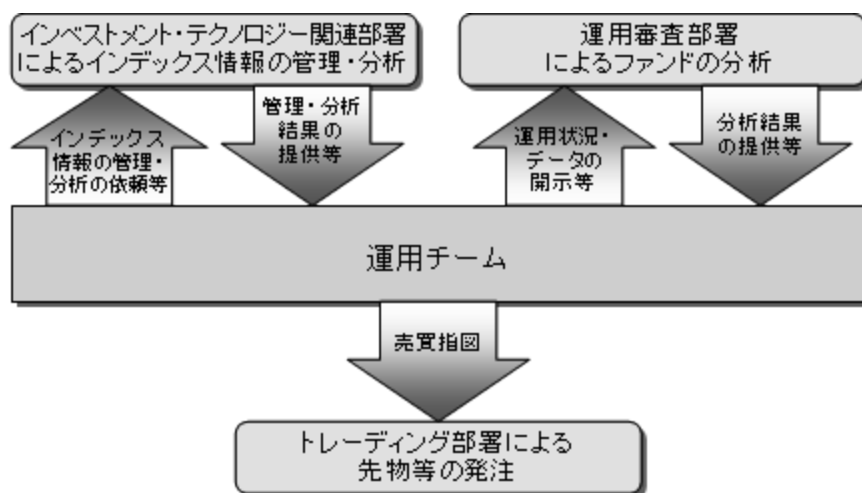 インベストメント・テクノロジー関連部署
によるインデックス情報の管理・分析
運用審査部署
によるファンドの分析
インデックス
情報の管理・
分析の依頼等
管理・分析
結果の
提供等
運用状況・
データの
開示等
分析結果
の提供等
運用チーム
売買指図
トレーディング部署による
先物等の発注